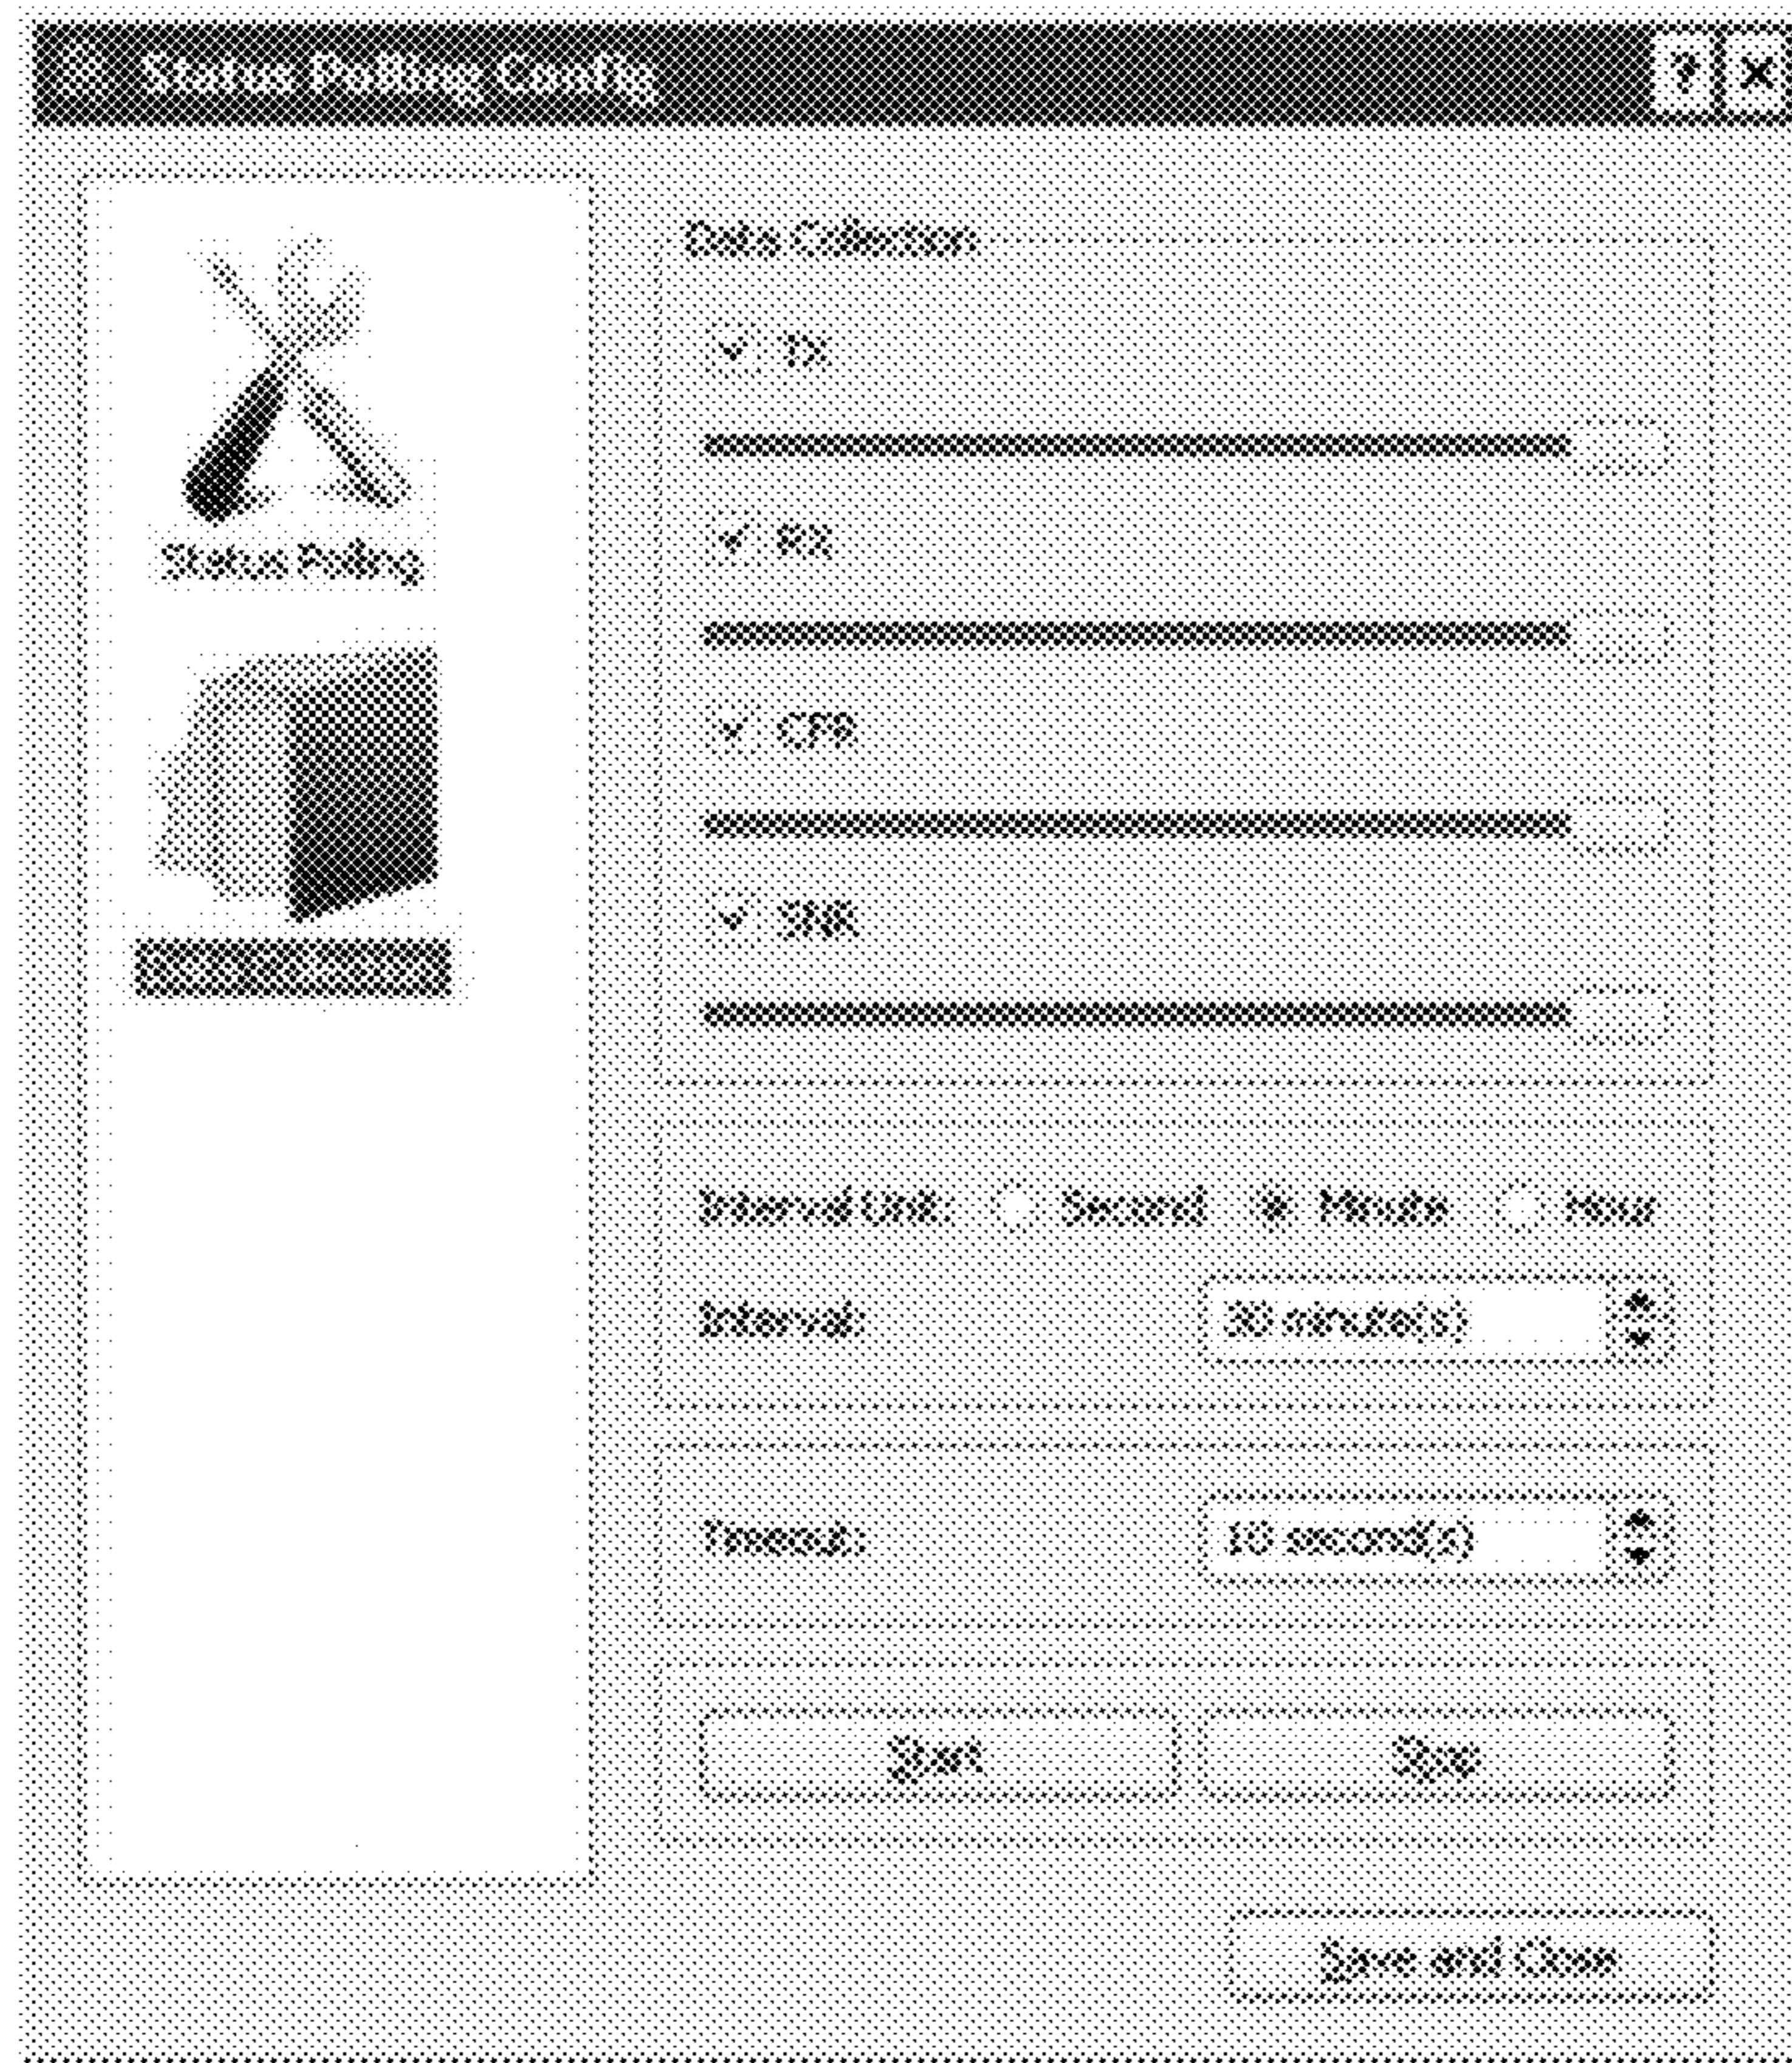 Status Polling Config
? ×
Status Polling
Data Collection
TX
RX
CFR
SNR
Interval Unit: Second Minute Hour
Interval: 30 minute(s)
Timeout: 10 second(s)
Start Stop
Save and Close